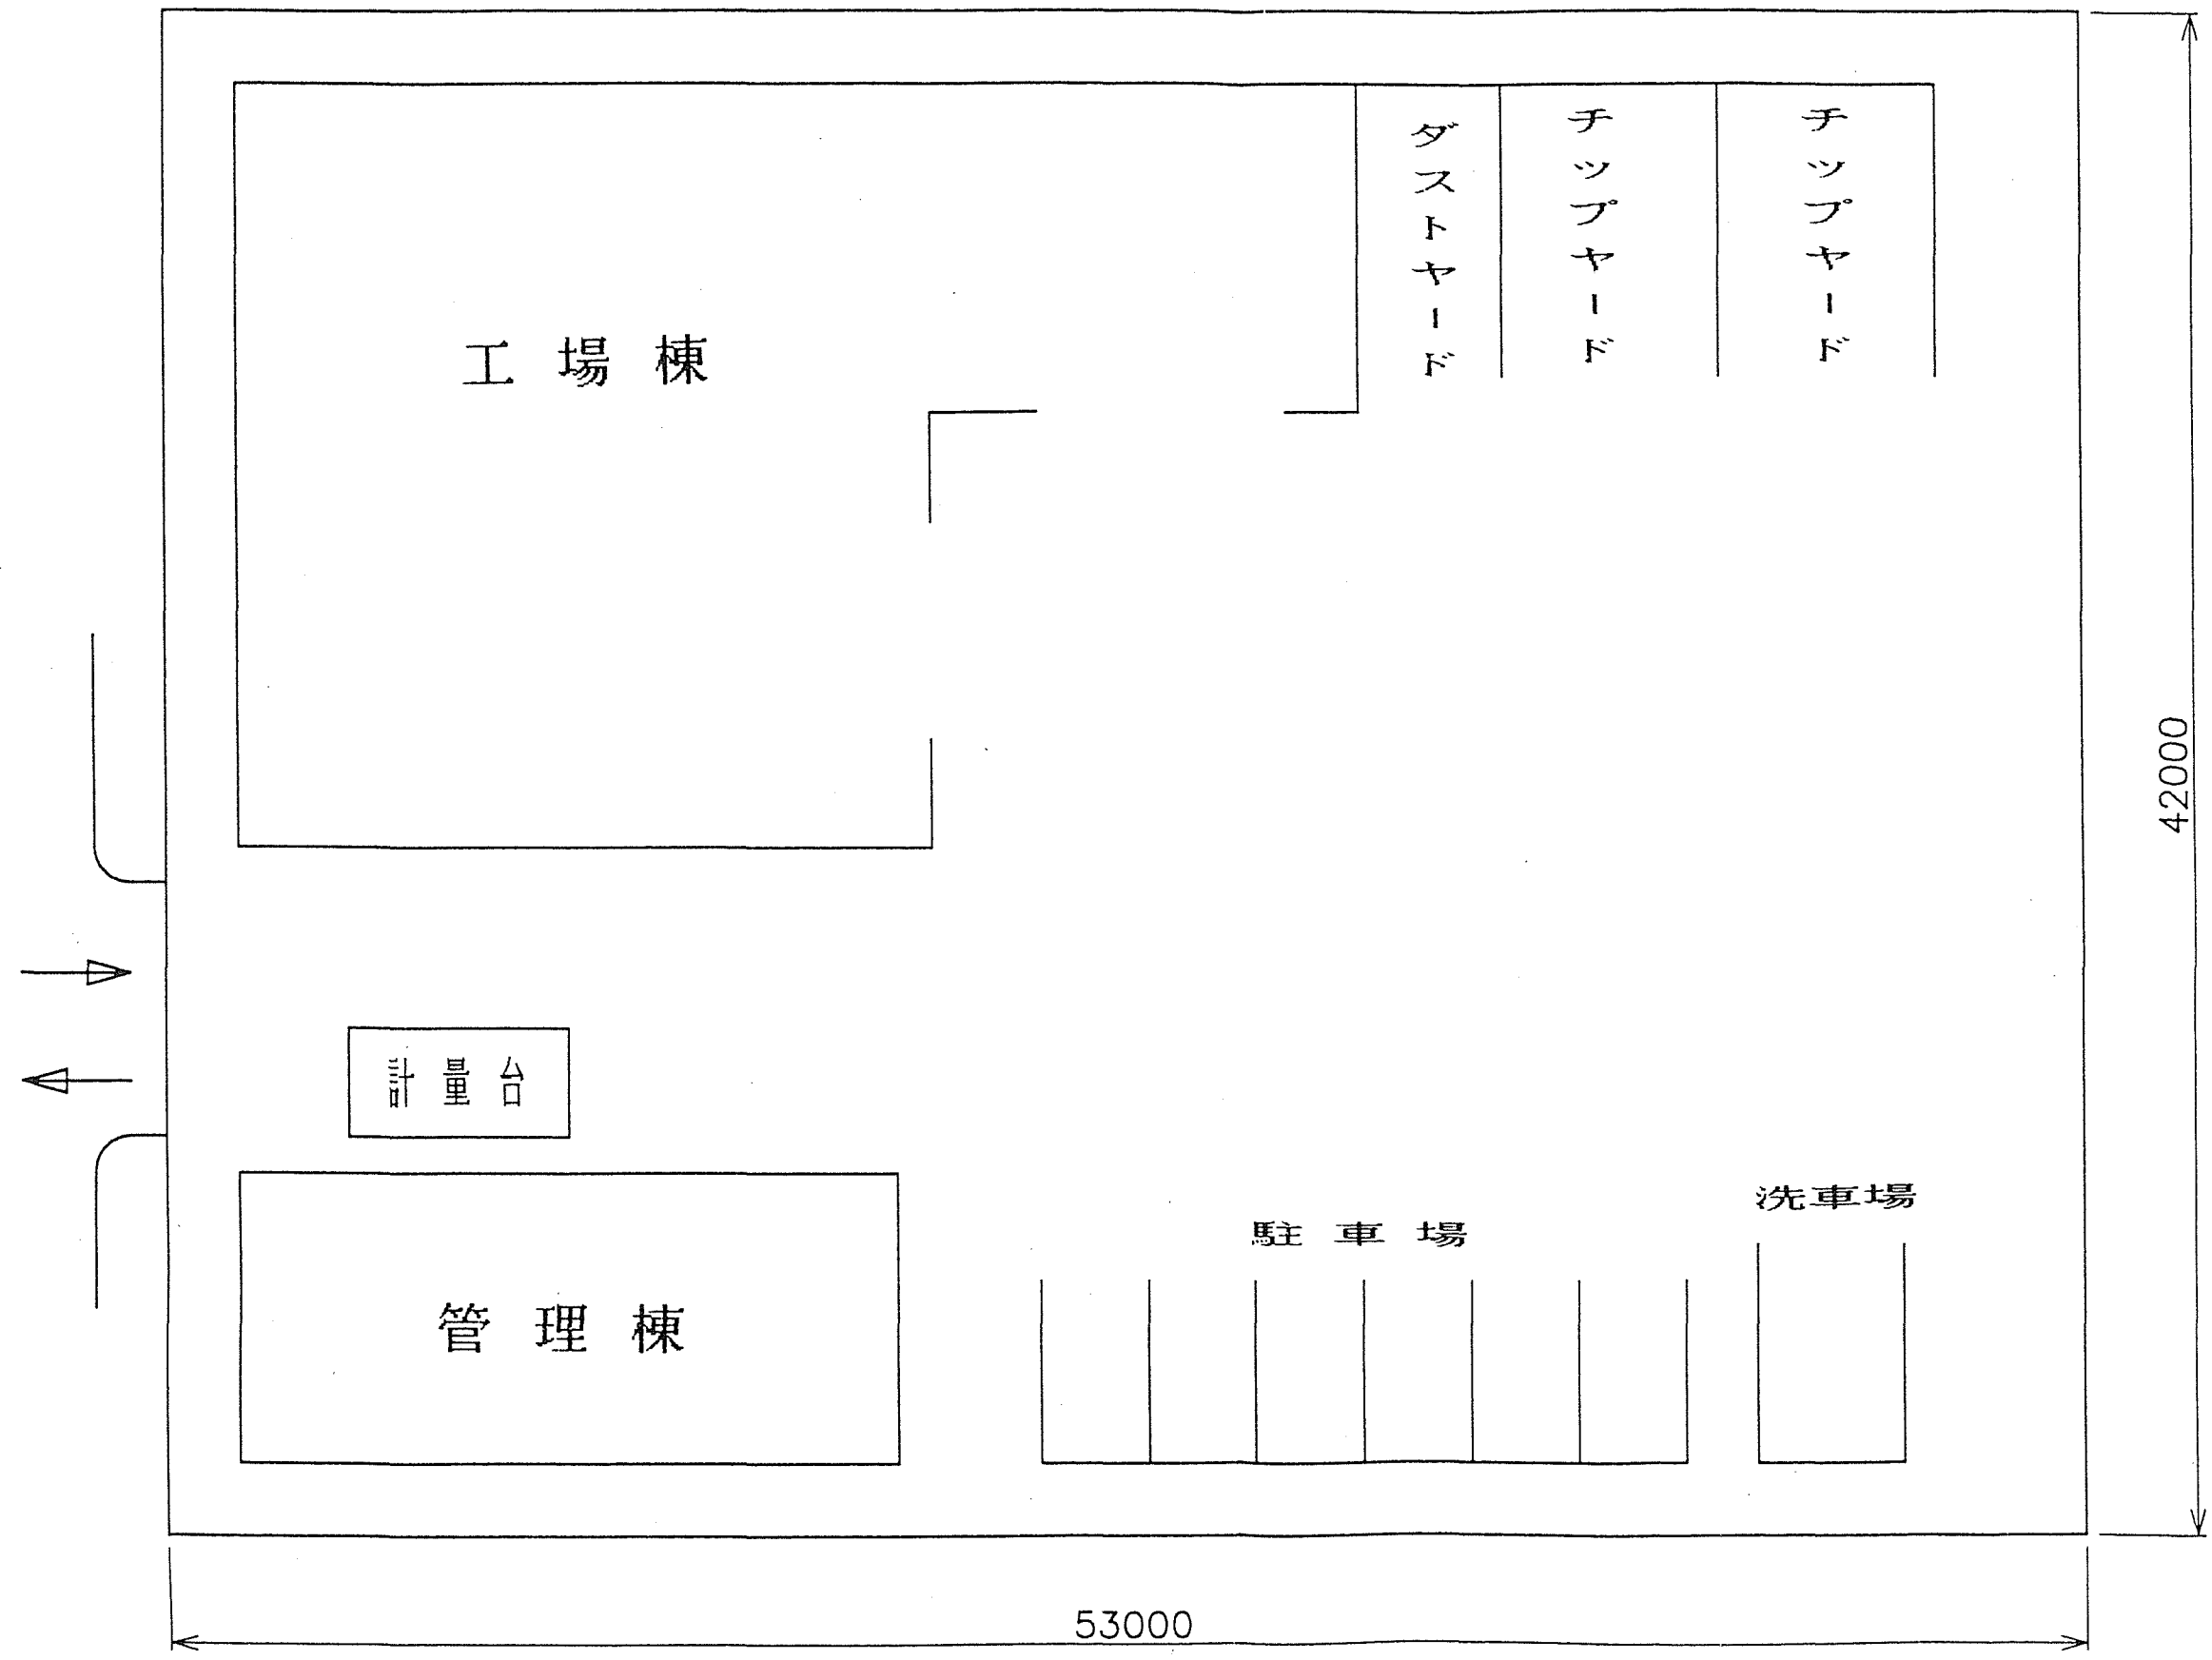 ダストヤード
チップヤード
チップヤード
工場棟
42000
計量台
洗車場
駐車場
管理棟
53000